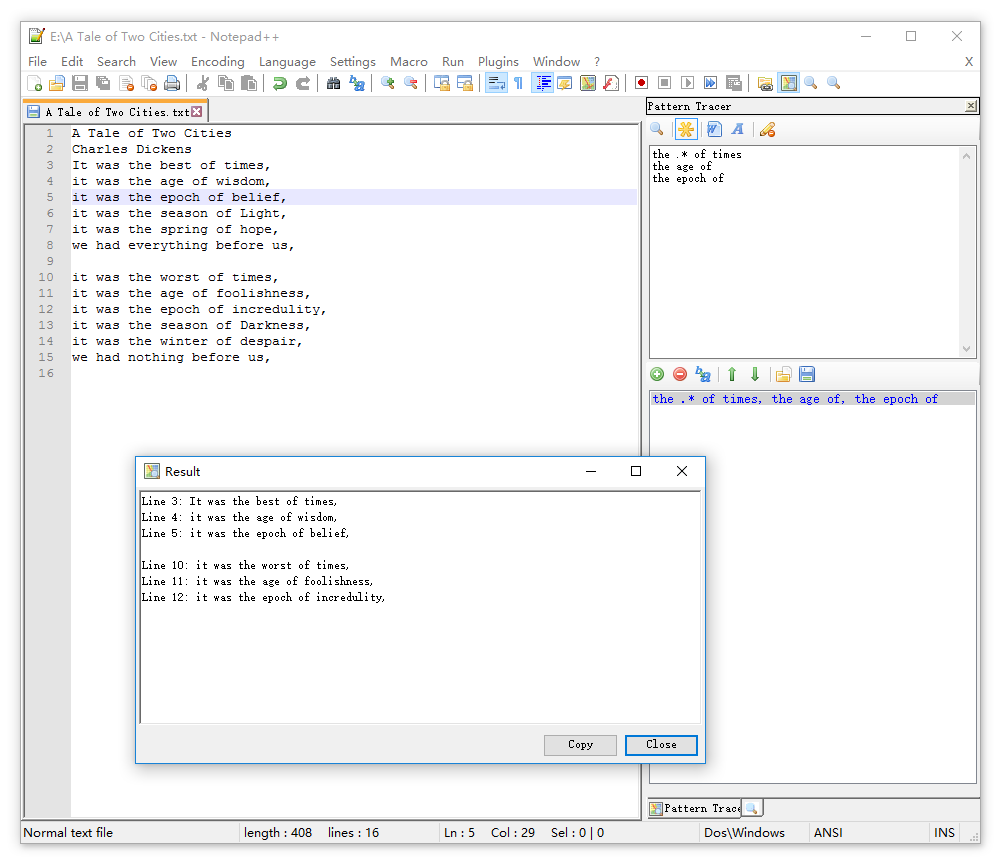 E:\A Tale of Two Cities.txt - Notepad++
File Edit Search View Encoding Language Settings Macro Run Plugins Window ? X
A Tale of Two Cities.txt
1 A Tale of Two Cities
2 Charles Dickens
3 It was the best of times,
4 it was the age of wisdom,
5 it was the epoch of belief,
6 it was the season of Light,
7 it was the spring of hope,
8 we had everything before us,
9
10 it was the worst of times,
11 it was the age of foolishness,
12 it was the epoch of incredulity,
13 it was the season of Darkness,
14 it was the winter of despair,
15 we had nothing before us,
16
Pattern Tracer
the .* of times
the age of
the epoch of
the .* of times, the age of, the epoch of
Result
Line 3: It was the best of times,
Line 4: it was the age of wisdom,
Line 5: it was the epoch of belief,
Line 10: it was the worst of times,
Line 11: it was the age of foolishness,
Line 12: it was the epoch of incredulity,
Copy Close
Pattern Trace
Normal text file length : 408 lines : 16 Ln : 5 Col : 29 Sel : 0 | 0 Dos\Windows ANSI INS